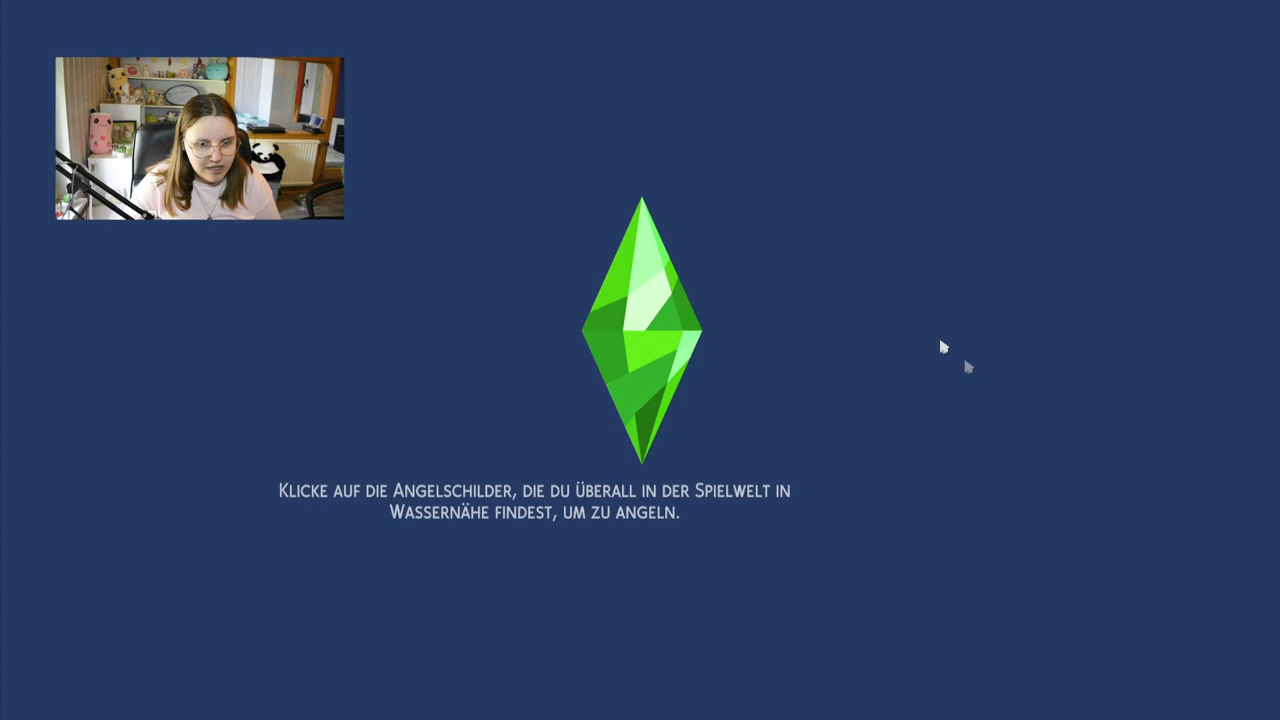 Klicke auf die Angelschilder, die du überall in der Spielwelt in
Wassernähe findest, um zu angeln.